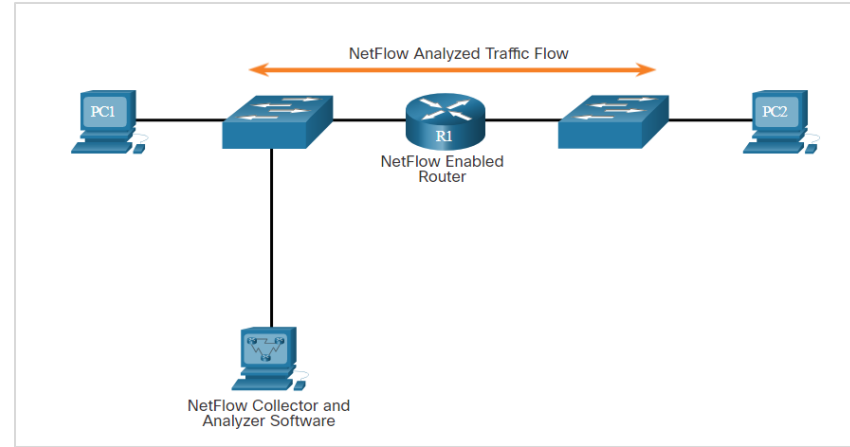 NetFlow Analyzed Traffic Flow
PC1
R1
PC2
NetFlow Enabled
Router
NetFlow Collector and
Analyzer Software